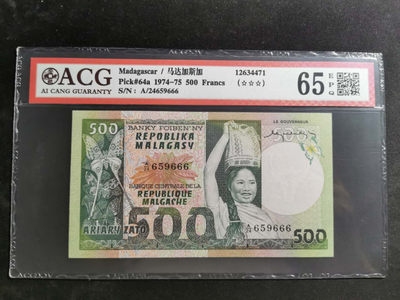 ACG
AI CANG GUARANTY
Madagascar / 马达加斯加 12634471
Pick#64a 1974-75 500 Francs (☆☆☆)
S/N: A/24659666
65 EPQ
500
BANKY FOIBEN'NY
REPOBLIKA
MALAGASY
LE GOUVERNEUR
A/24 659666
BANQUE CENTRALE DE LA
REPUBLIQUE
MALGACHE
500
ARIARY ZATO
A/24 659666
500